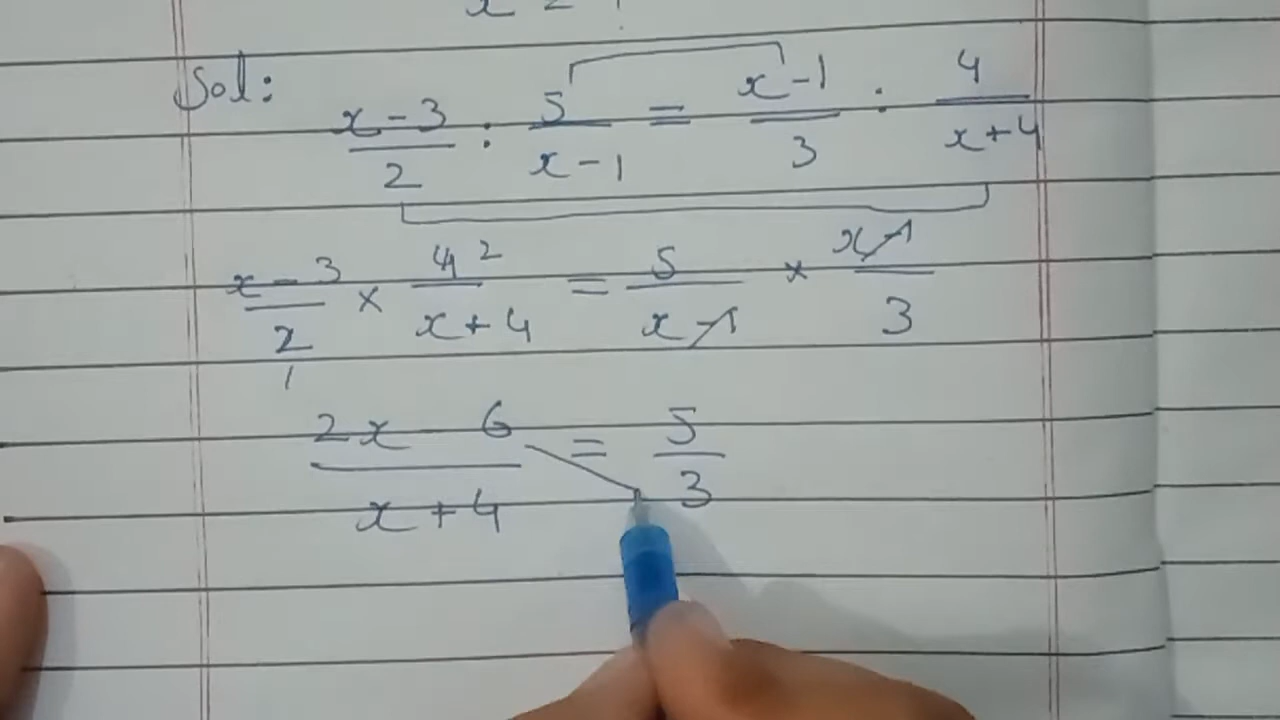 Sol:
x - 3 / 2 : 5 / x - 1 = x - 1 / 3 : 4 / x + 4
x - 3 / 2 1 × 4 2 / x + 4 = 5 / x - 1 × x - 1 / 3
2x - 6 / x + 4 = 5 / 3